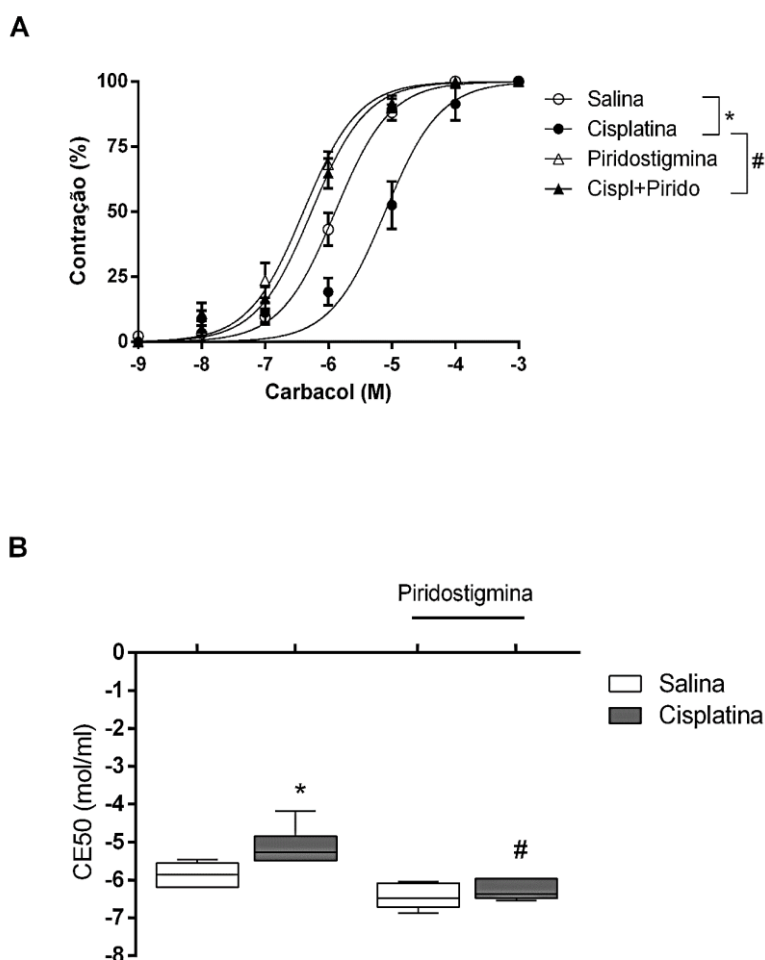 A
100
75
50
25
0
Contração (%)
-9 -8 -7 -6 -5 -4 -3
Carbacol (M)
Salina
Cisplatina
Piridostigmina
Cispl+Pirido
*
#
B
Piridostigmina
0
-1
-2
-3
-4
-5
-6
-7
-8
CE50 (mol/ml)
*
#
Salina
Cisplatina